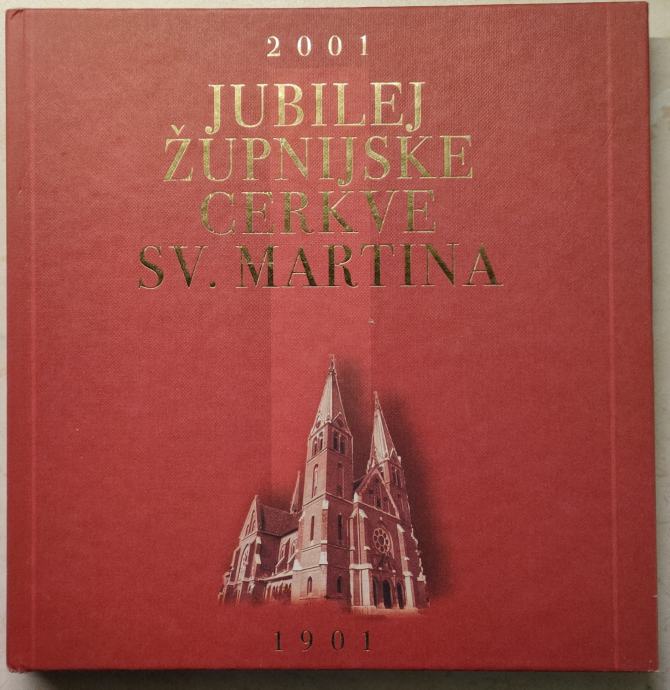 2001
JUBILEJ
ŽUPNIJSKE
CERKVE
SV. MARTINA
1901